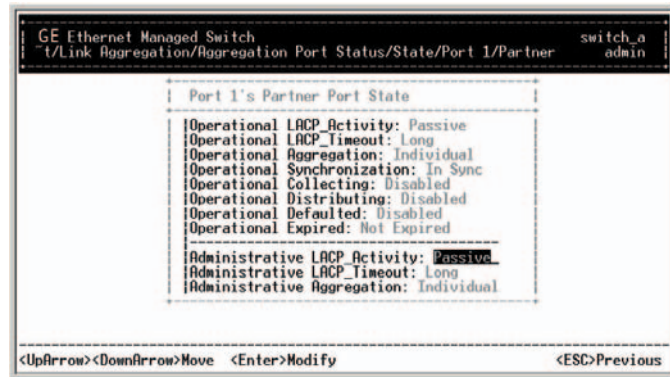 GE Ethernet Managed Switch switch_a
~t/Link Aggregation/Aggregation Port Status/State/Port 1/Partner admin
Port 1's Partner Port State
Operational LACP_Activity: Passive
Operational LACP_Timeout: Long
Operational Aggregation: Individual
Operational Synchronization: In Sync
Operational Collecting: Disabled
Operational Distributing: Disabled
Operational Defaulted: Disabled
Operational Expired: Not Expired
Administrative LACP_Activity: Passive
Administrative LACP_Timeout: Long
Administrative Aggregation: Individual
<UpArrow><DownArrow>Move <Enter>Modify <ESC>Previous